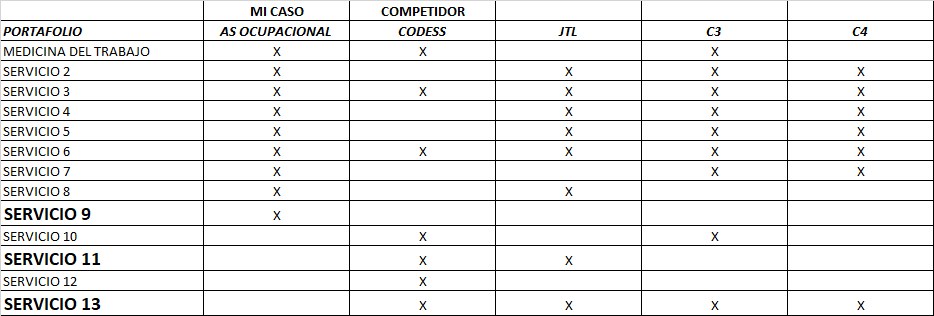 MI CASO COMPETIDOR
PORTAFOLIO AS OCUPACIONAL CODESS JTL C3 C4
MEDICINA DEL TRABAJO X X X
SERVICIO 2 X X X X
SERVICIO 3 X X X X X
SERVICIO 4 X X X X
SERVICIO 5 X X X X
SERVICIO 6 X X X X X
SERVICIO 7 X X X
SERVICIO 8 X X
SERVICIO 9 X
SERVICIO 10 X X
SERVICIO 11 X X
SERVICIO 12 X
SERVICIO 13 X X X X